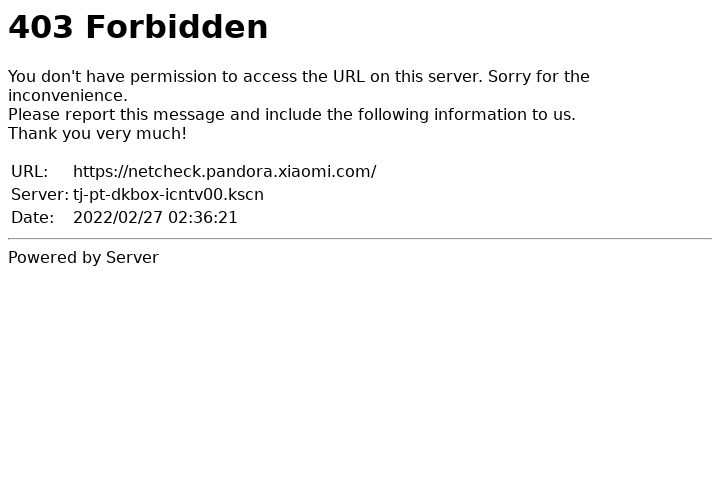 403 Forbidden
You don't have permission to access the URL on this server. Sorry for the
inconvenience.
Please report this message and include the following information to us.
Thank you very much!
URL: https://netcheck.pandora.xiaomi.com/
Server: tj-pt-dkbox-icntv00.kscn
Date: 2022/02/27 02:36:21
Powered by Server